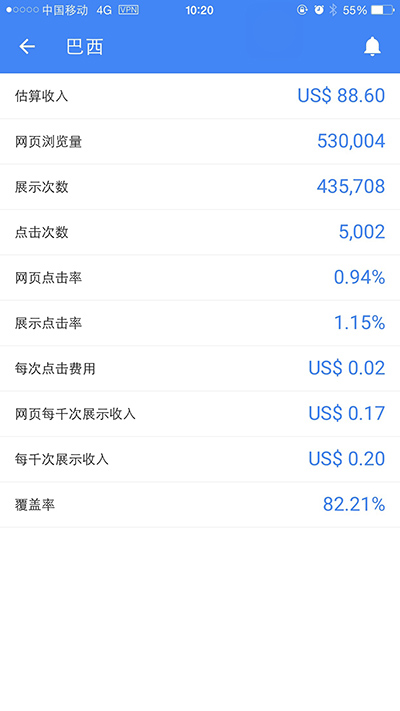 中国移动 4G VPN 10:20 55%
巴西
估算收入 US$ 88.60
网页浏览量 530,004
展示次数 435,708
点击次数 5,002
网页点击率 0.94%
展示点击率 1.15%
每次点击费用 US$ 0.02
网页每千次展示收入 US$ 0.17
每千次展示收入 US$ 0.20
覆盖率 82.21%